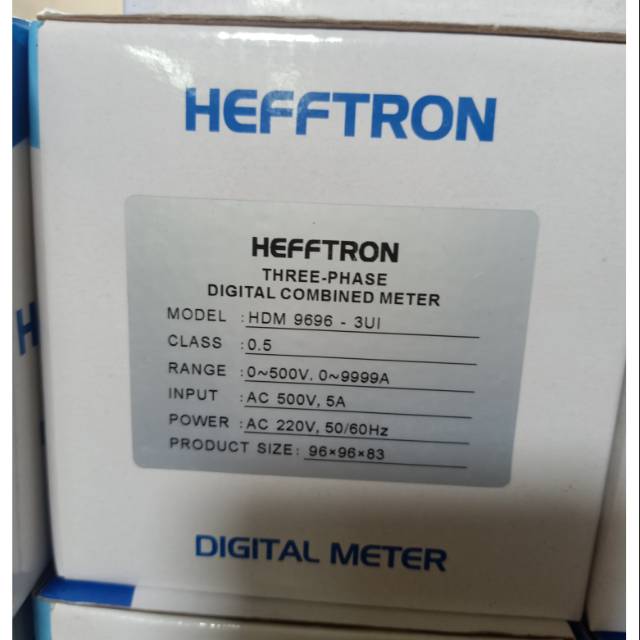 HEFFTRON
HEFFTRON
THREE-PHASE
DIGITAL COMBINED METER
MODEL : HDM 9696 - 3UI
CLASS : 0.5
RANGE : 0~500V, 0~9999A
INPUT : AC 500V, 5A
POWER : AC 220V, 50/60Hz
PRODUCT SIZE: 96×96×83
DIGITAL METER